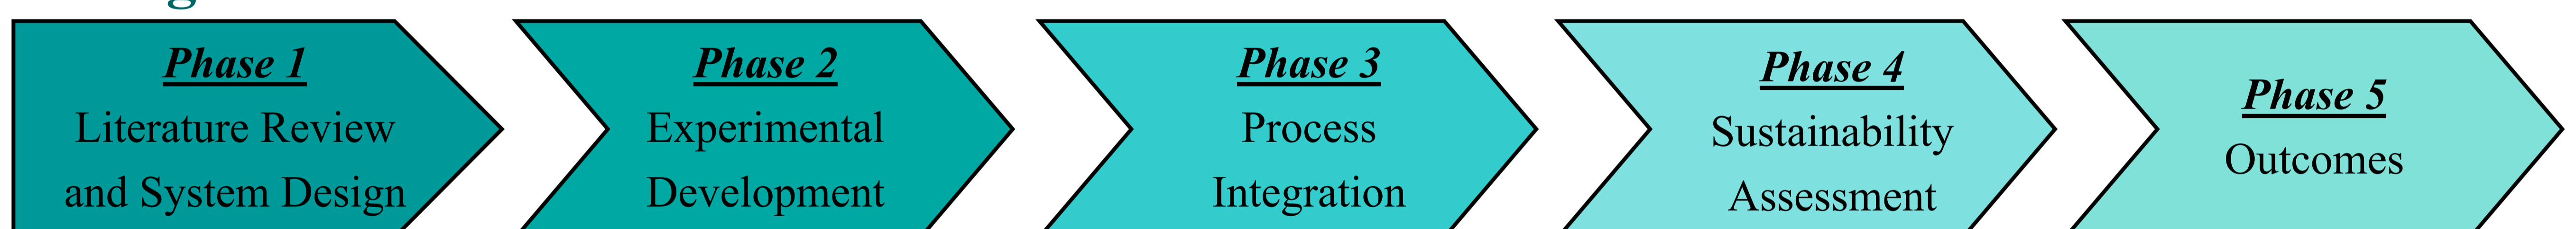 Phase 1
Literature Review
and System Design
Phase 2
Experimental
Development
Phase 3
Process
Integration
Phase 4
Sustainability
Assessment
Phase 5
Outcomes